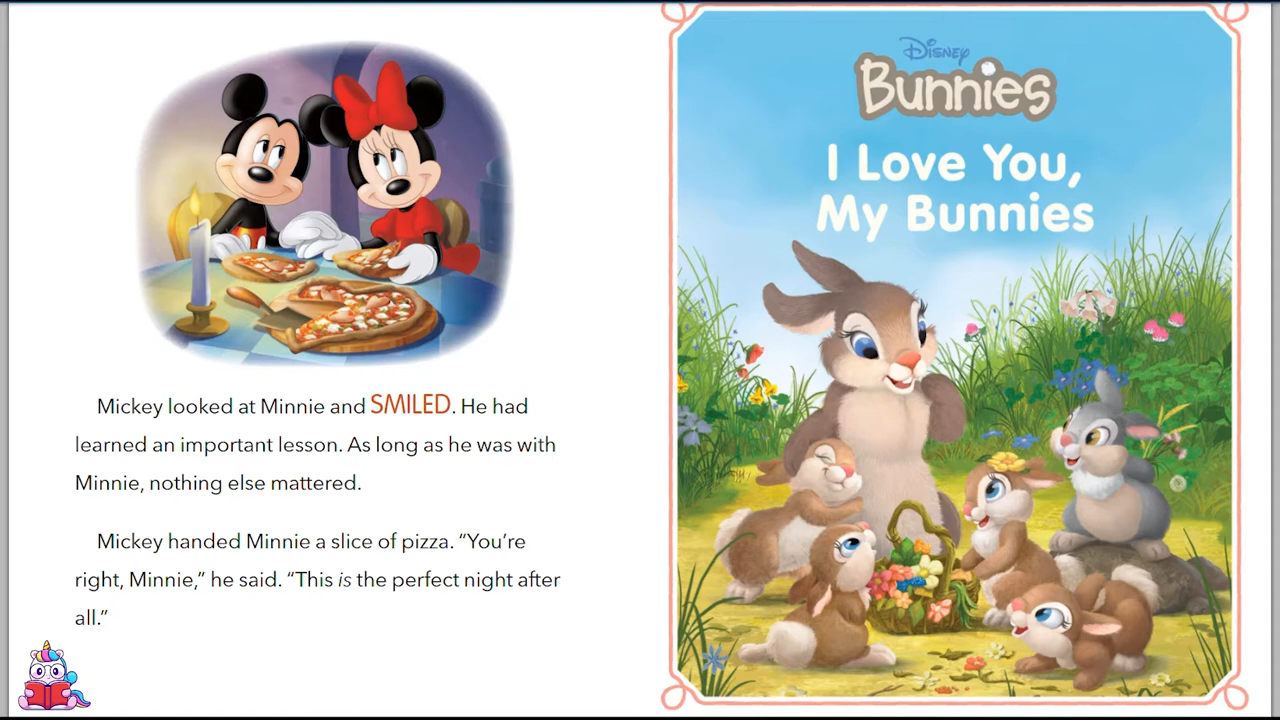 Mickey looked at Minnie and SMILED. He had
learned an important lesson. As long as he was with
Minnie, nothing else mattered.
Mickey handed Minnie a slice of pizza. “You’re
right, Minnie,” he said. “This is the perfect night after
all.”
Disney
Bunnies
I Love You,
My Bunnies